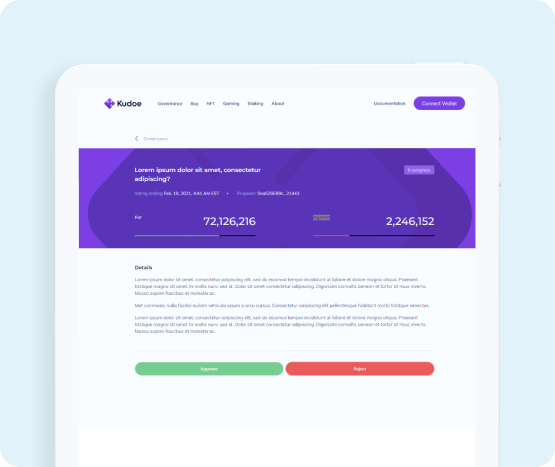 Kudoe
Governance Buy NFT Gaming Staking About
Documentation
Connect Wallet
Governance
Lorem ipsum dolor sit amet, consectetur
adipiscing?
In progress
Voting ending Feb. 18, 2021, 4:41 AM EST • Proposer
For
72,126,216
2,246,152
Details
Lorem ipsum dolor sit amet, consectetur adipiscing elit, sed do eiusmod tempor incididunt ut labore et dolore magna aliqua. Praesent
tristique magna sit amet purus. In mollis nunc sed id. Dolor sit amet consectetur adipiscing. Dignissim convallis aenean et tortor at risus viverra.
Massa sapien faucibus et molestie ac.
Met commodo nulla facilisi nullam vehicula ipsum a arcu cursus. Consectetur adipiscing elit pellentesque habitant morbi tristique senectus.
Lorem ipsum dolor sit amet, consectetur adipiscing elit, sed do eiusmod tempor incididunt ut labore et dolore magna aliqua. Praesent
tristique magna sit amet purus. In mollis nunc sed id. Dolor sit amet consectetur adipiscing. Dignissim convallis aenean et tortor at risus viverra.
Massa sapien faucibus et molestie ac.
Approve
Reject